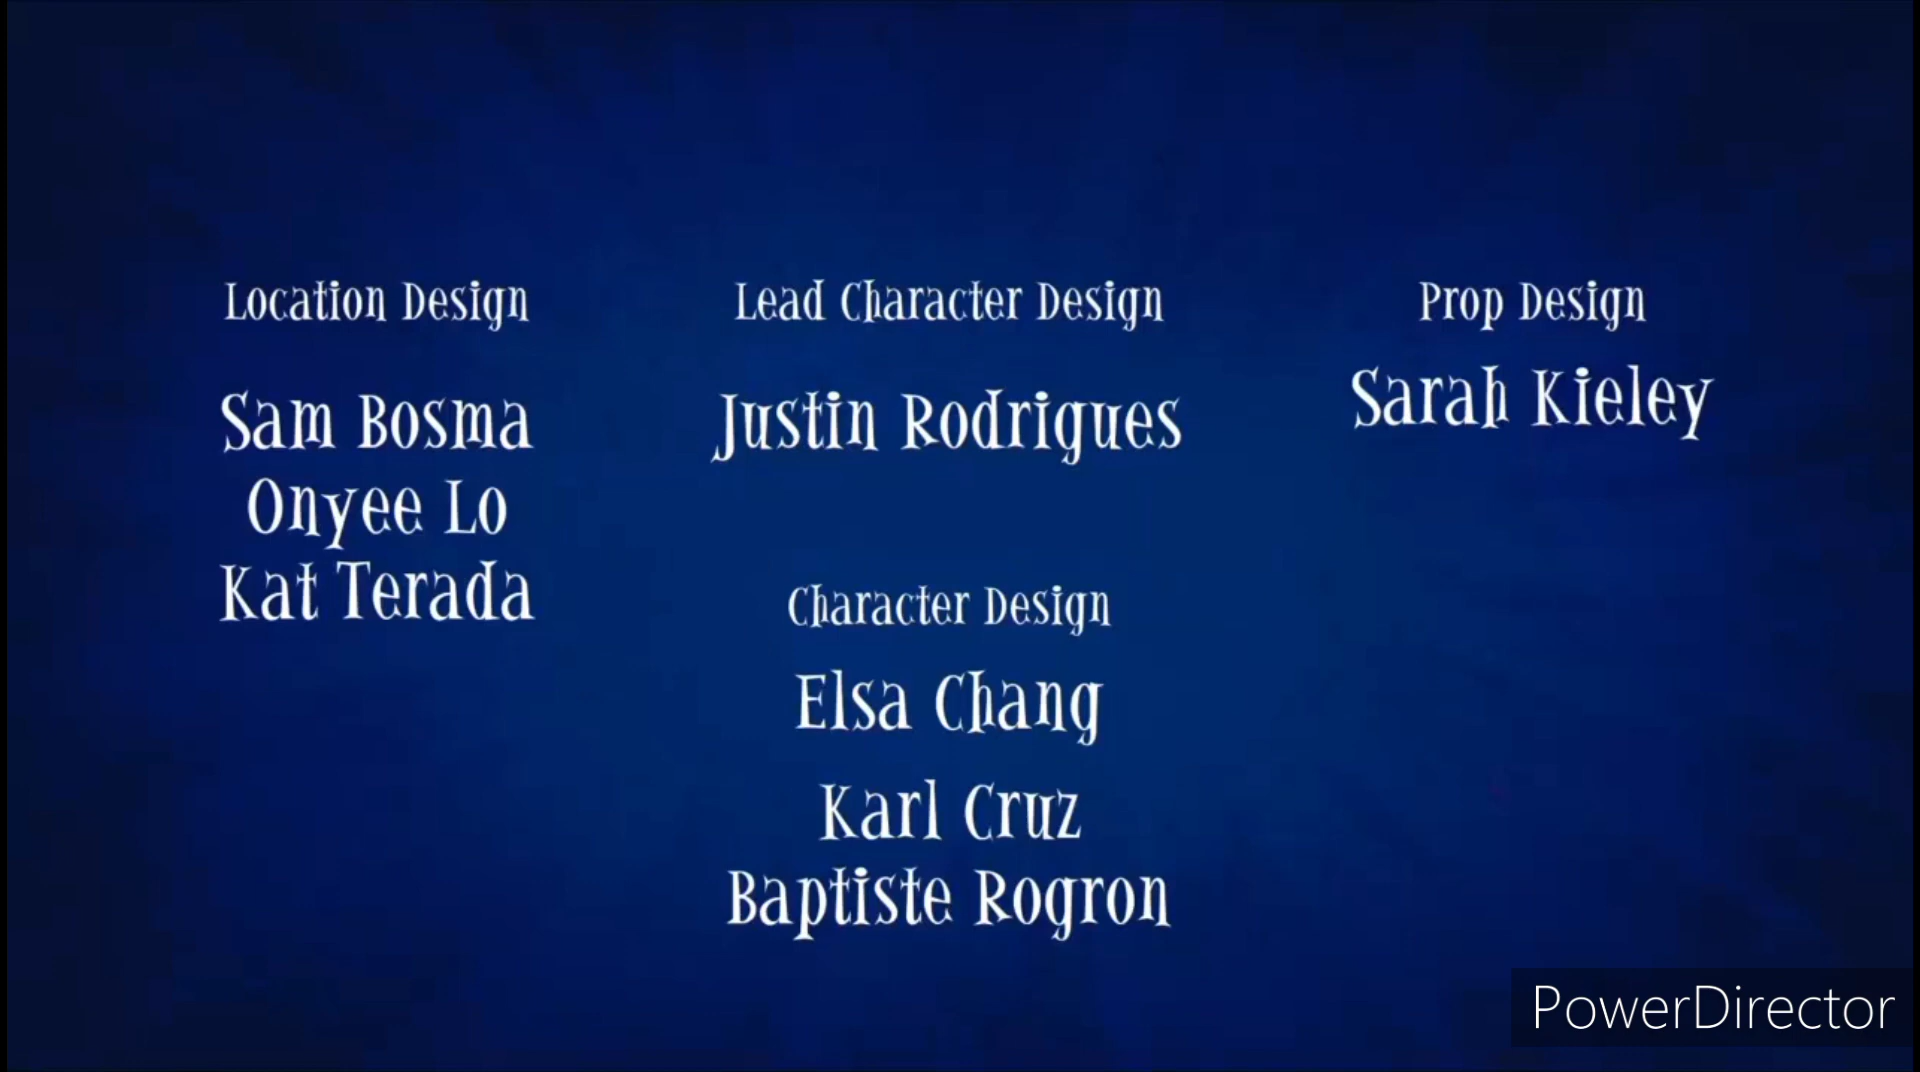 Location Design
Sam Bosma
Onyee Lo
Kat Terada
Lead Character Design
Justin Rodrigues
Character Design
Elsa Chang
Karl Cruz
Baptiste Rogron
Prop Design
Sarah Kieley
PowerDirector